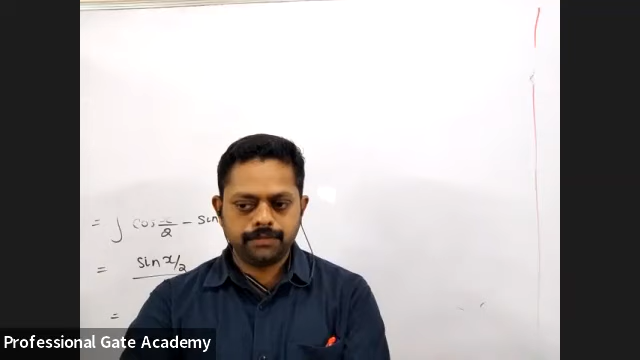 = ∫ cos x/2 - sin
= sin x/2
=
Professional Gate Academy